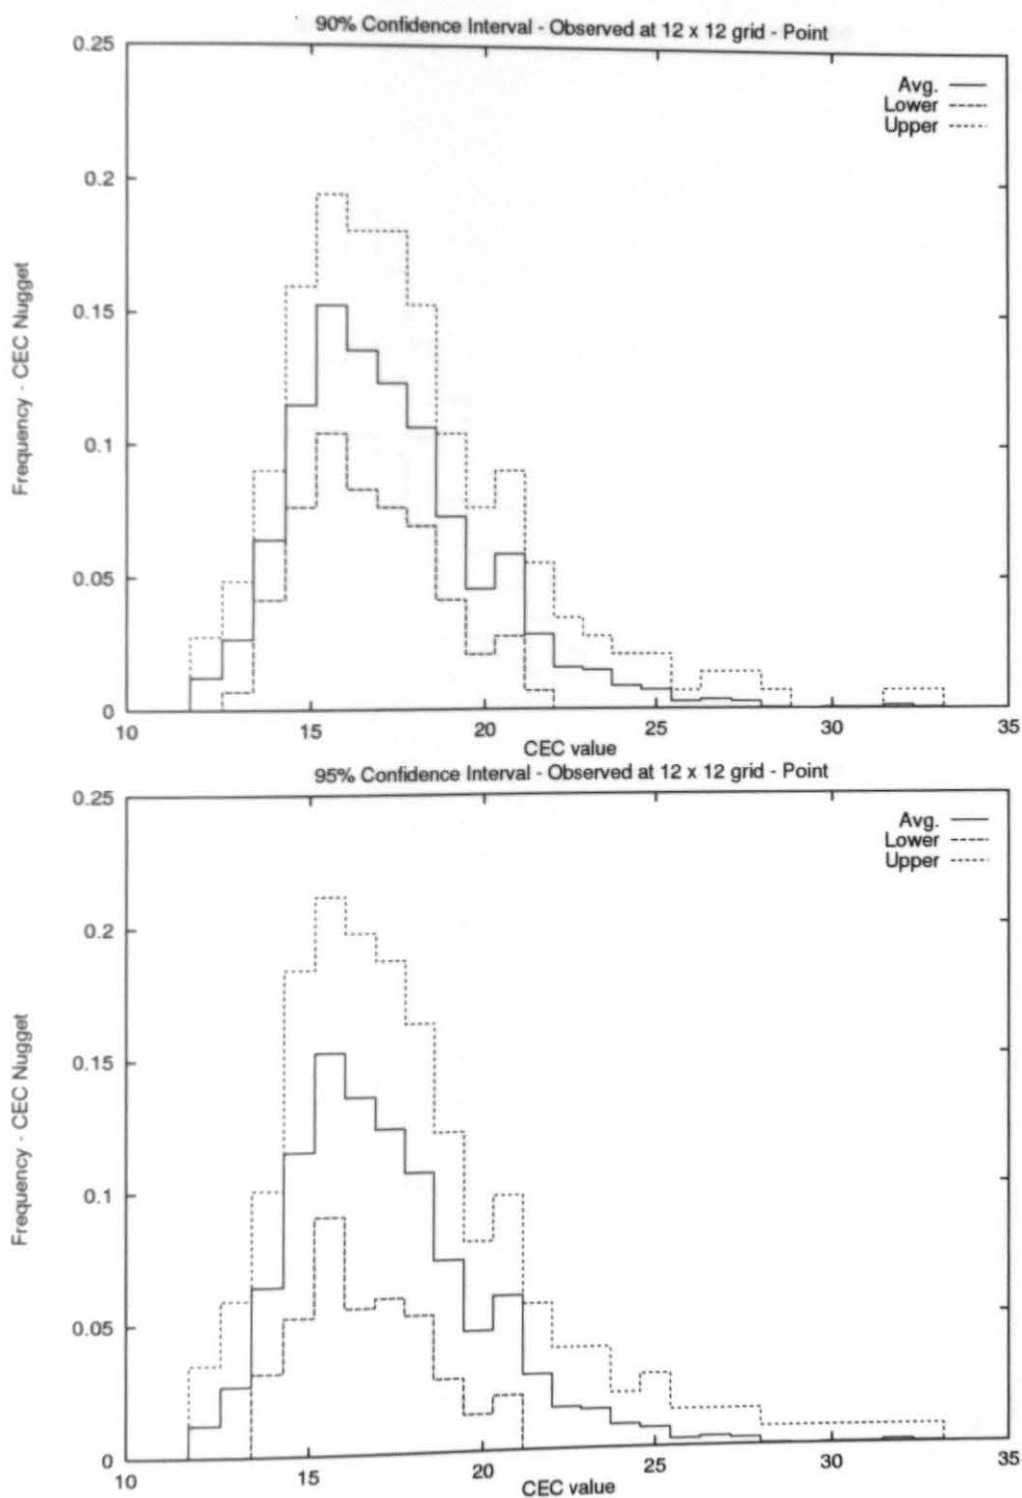 90% Confidence Interval - Observed at 12 x 12 grid - Point
0.25
Avg.
Lower
Upper
0.2
0.15
0.1
0.05
0
Frequency - CEC Nugget
10 15 20 25 30 35
CEC value
95% Confidence Interval - Observed at 12 x 12 grid - Point
0.25
Avg.
Lower
Upper
0.2
0.15
0.1
0.05
0
Frequency - CEC Nugget
10 15 20 25 30 35
CEC value